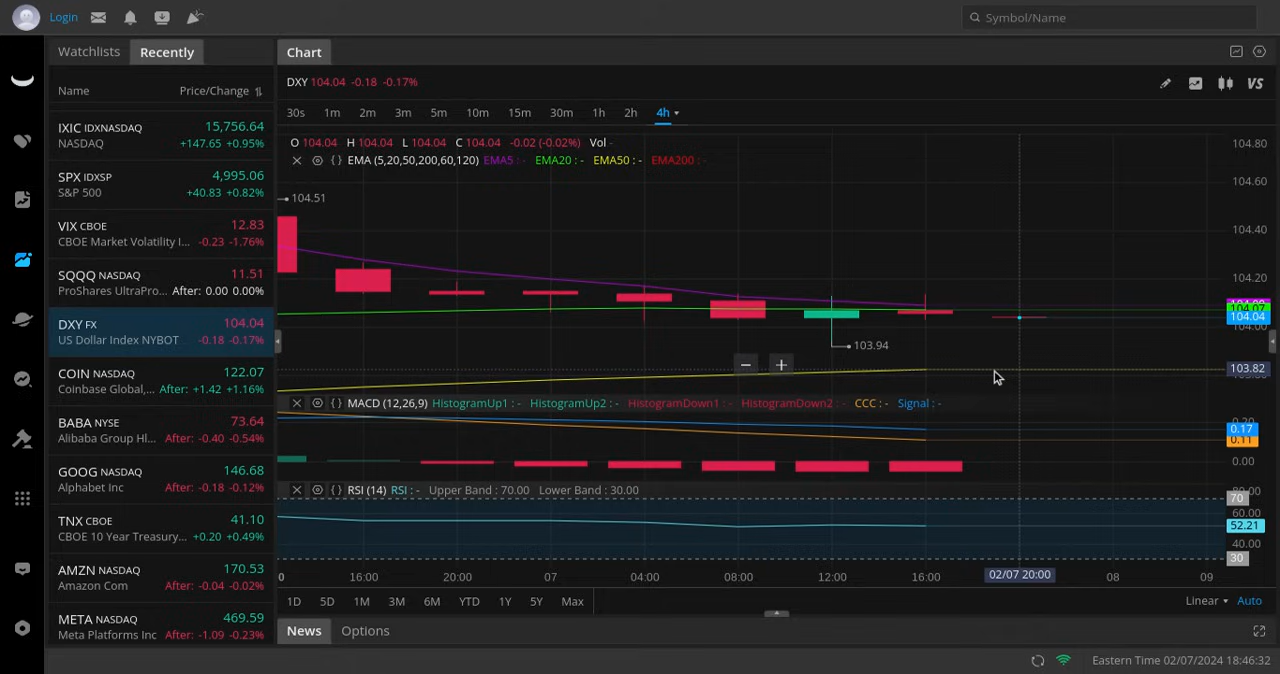 Login
Symbol/Name
Watchlists Recently
Chart
Name Price/Change
DXY 104.04 -0.18 -0.17%
VS
30s 1m 2m 3m 5m 10m 15m 30m 1h 2h 4h
IXIC IDXNASDAQ 15,756.64
NASDAQ +147.65 +0.95%
SPX IDXSP 4,995.06
S&P 500 +40.83 +0.82%
VIX CBOE 12.83
CBOE Market Volatility I... -0.23 -1.76%
SQQQ NASDAQ 11.51
ProShares UltraPro... After: 0.00 0.00%
DXY FX 104.04
US Dollar Index NYBOT -0.18 -0.17%
COIN NASDAQ 122.07
Coinbase Global,... After: +1.42 +1.16%
BABA NYSE 73.64
Alibaba Group Hl... After: -0.40 -0.54%
GOOG NASDAQ 146.68
Alphabet Inc After: -0.18 -0.12%
TNX CBOE 41.10
CBOE 10 Year Treasury... +0.20 +0.49%
AMZN NASDAQ 170.53
Amazon Com After: -0.04 -0.02%
META NASDAQ 469.59
Meta Platforms Inc After: -1.09 -0.23%
O 104.04 H 104.04 L 104.04 C 104.04 -0.02 (-0.02%) Vol -
EMA (5,20,50,200,60,120) EMA5 : - EMA20 : - EMA50 : - EMA200 : -
104.51
103.94
104.80
104.60
104.40
104.20
104.07
104.04
104.00
103.82
MACD (12,26,9) HistogramUp1 : - HistogramUp2 : - HistogramDown1 : - HistogramDown2 : - CCC : - Signal : -
0.20
0.17
0.11
0.00
RSI (14) RSI : - Upper Band : 70.00 Lower Band : 30.00
80.00
70
60.00
52.21
40.00
30
0 16:00 20:00 07 04:00 08:00 12:00 16:00 02/07 20:00 08 09
1D 5D 1M 3M 6M YTD 1Y 5Y Max
Linear Auto
News Options
Eastern Time 02/07/2024 18:46:32